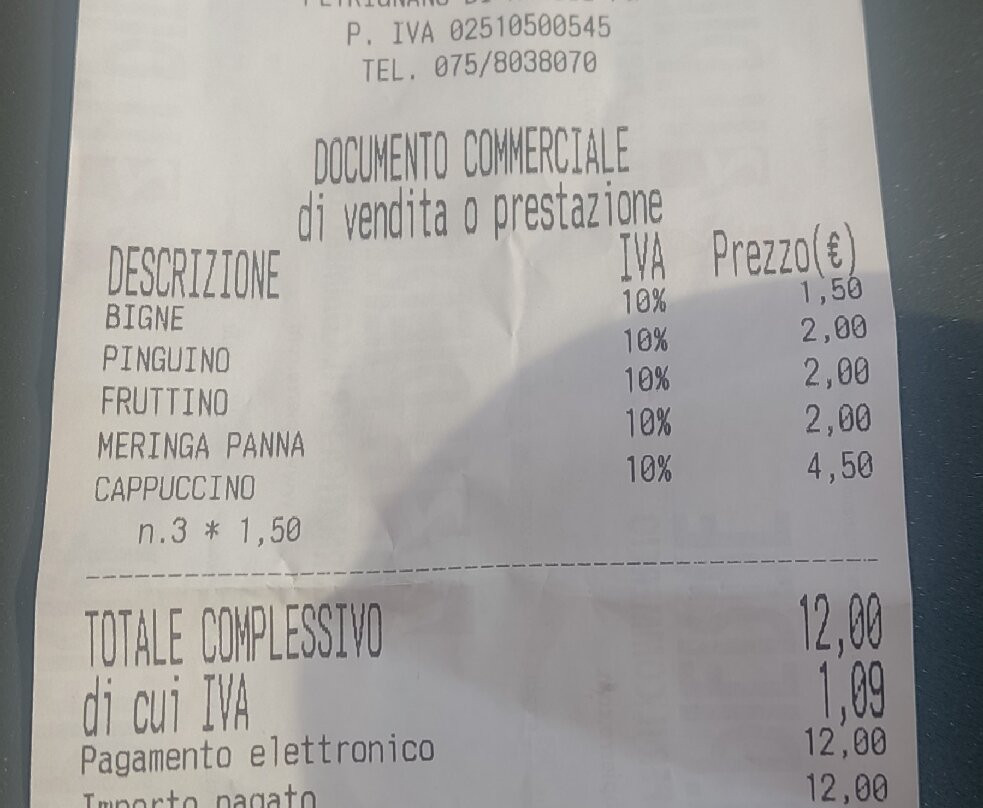 P. IVA 02510500545
TEL. 075/8038070
DOCUMENTO COMMERCIALE
di vendita o prestazione
DESCRIZIONE IVA Prezzo(€)
BIGNE 10% 1,50
PINGUINO 10% 2,00
FRUTTINO 10% 2,00
MERINGA PANNA 10% 2,00
CAPPUCCINO 10% 4,50
n.3 * 1,50
TOTALE COMPLESSIVO 12,00
di cui IVA 1,09
Pagamento elettronico 12,00
Importo pagato 12,00